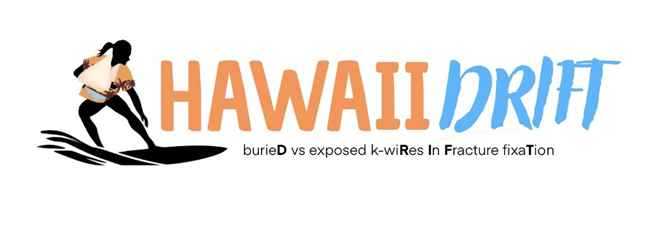 HAWAII DRIFT
burieD vs exposed k-wiRes In Fracture fixaTion